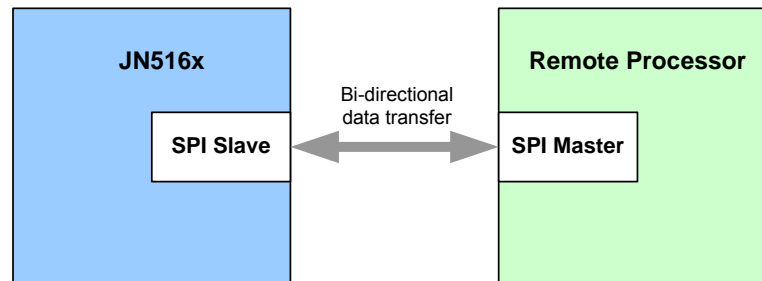 JN516x
Remote Processor
Bi-directional
data transfer
SPI Slave
SPI Master